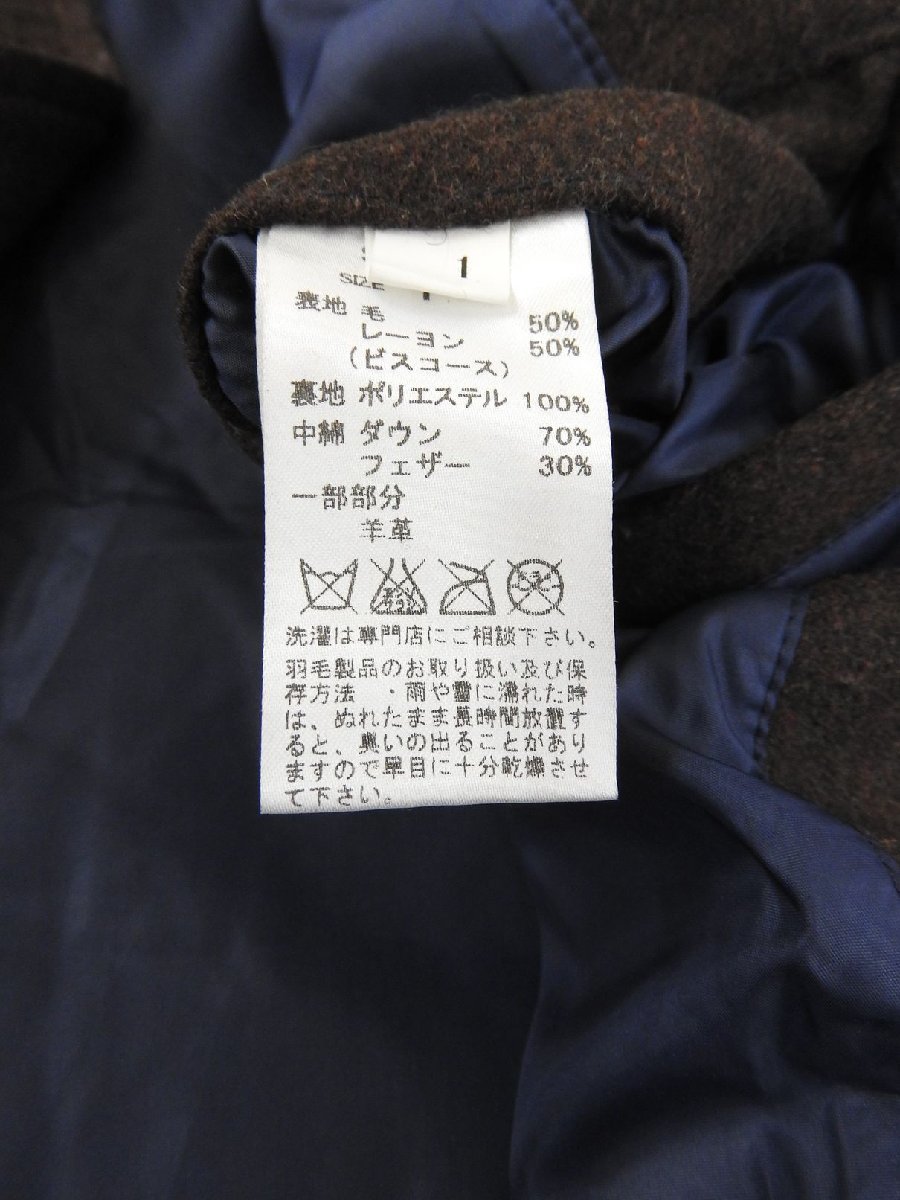 1
SIZE
表地 毛 50%
レーヨン 50%
(ビスコース)
裏地 ポリエステル 100%
中綿 ダウン 70%
フェザー 30%
一部部分
羊革
洗濯は専門店にご相談下さい。
羽毛製品のお取り扱い及び保
存方法 ・雨や雪に濡れた時
は、ぬれたまま長時間放置す
ると、臭いの出ることがあり
ますので早目に十分乾燥させ
て下さい。